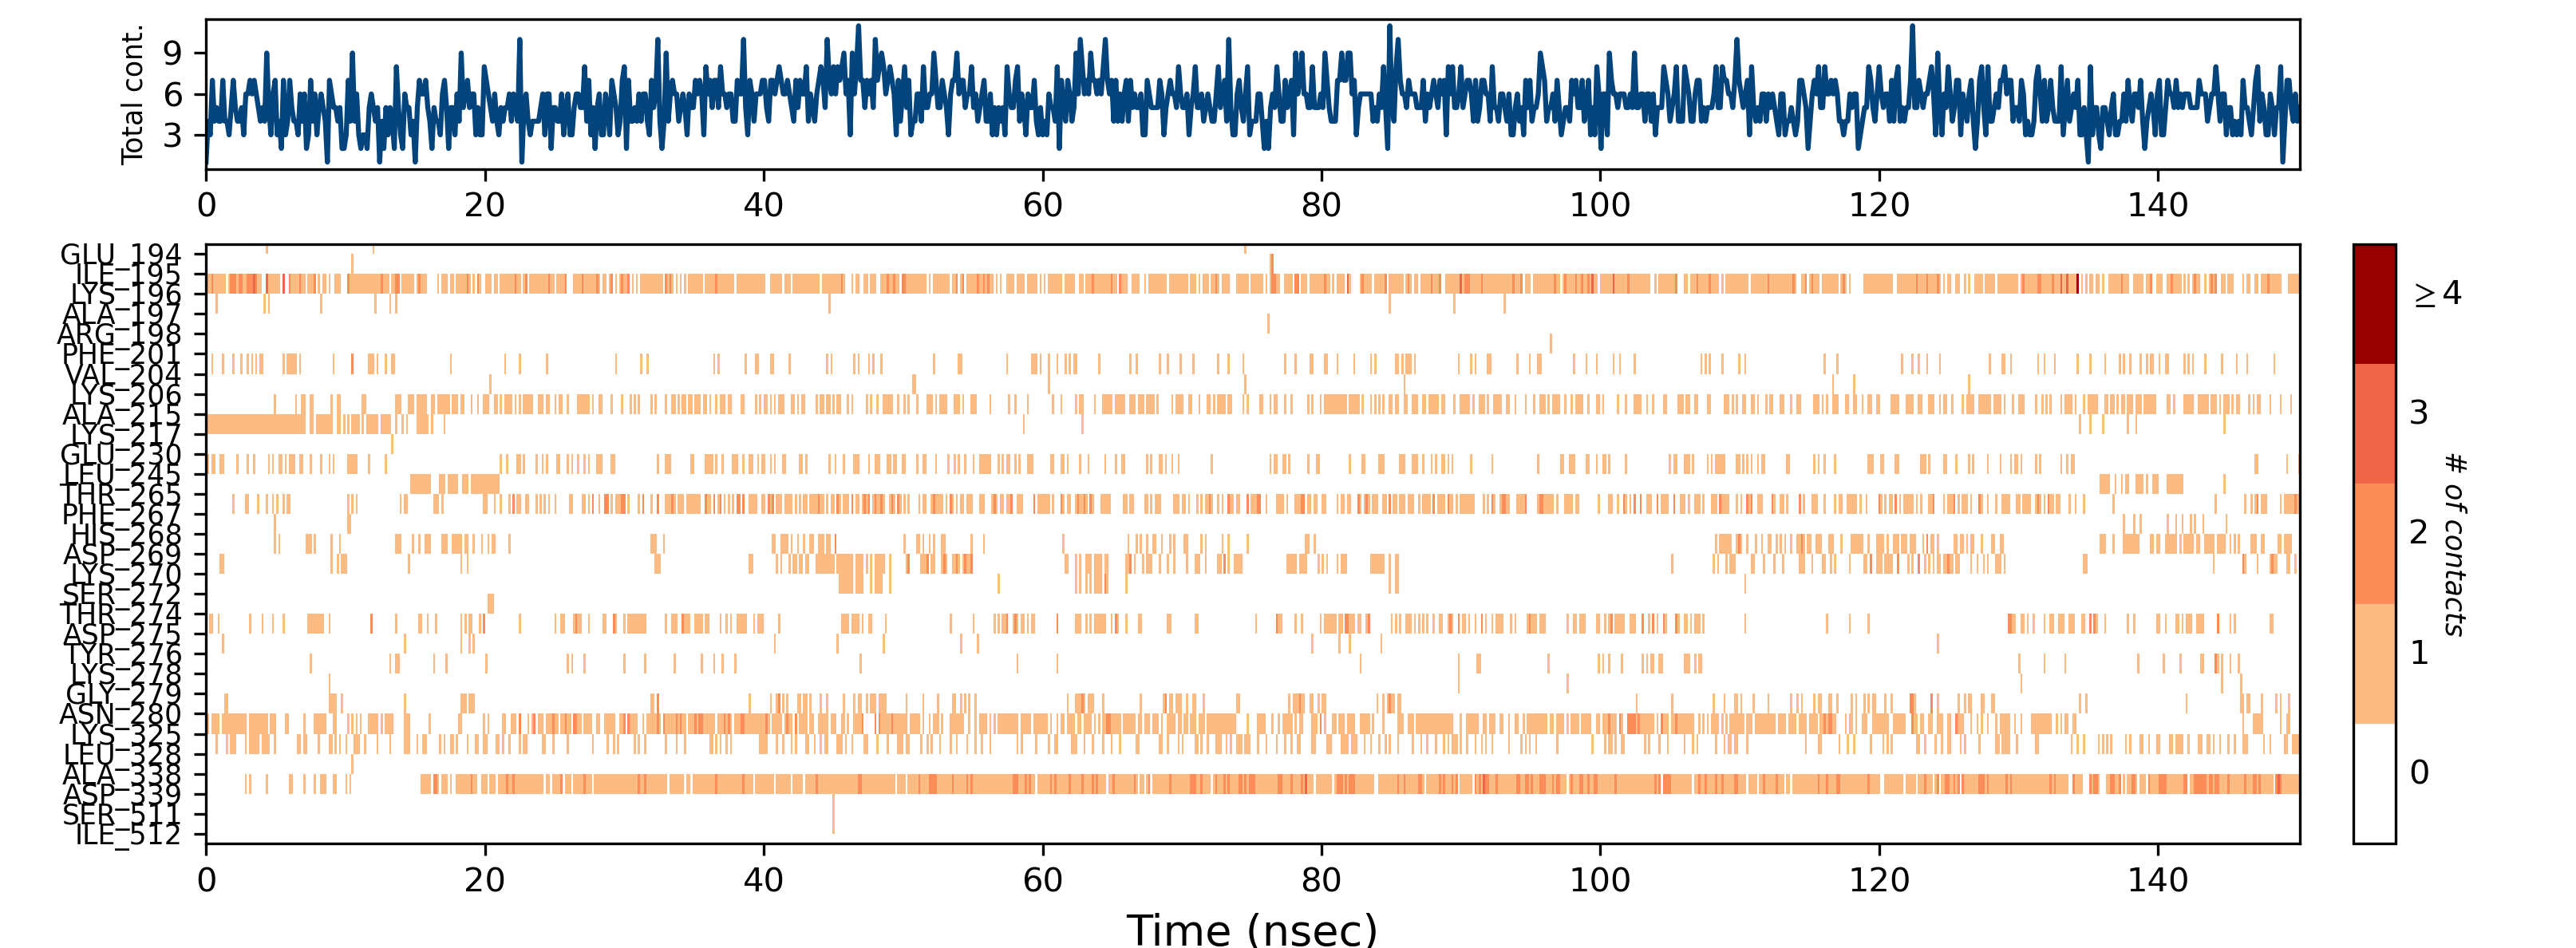 Total cont.
9
6
3
0 20 40 60 80 100 120 140
GLU_194
ILE_195
LYS_196
ALA_197
ARG_198
PHE_201
VAL_204
LYS_206
ALA_215
LYS_217
GLU_230
LEU_245
THR_265
PHE_267
HIS_268
ASP_269
LYS_270
SER_272
THR_274
ASP_275
TYR_276
LYS_278
GLY_279
ASN_280
LYS_325
LEU_328
ALA_338
ASP_339
SER_511
ILE_512
0 20 40 60 80 100 120 140
Time (nsec)
≥4
3
2
1
0
# of contacts